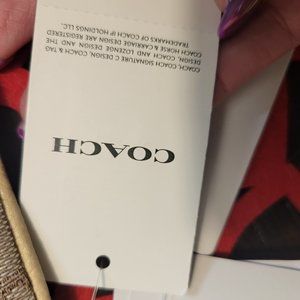 COACH
COACH, COACH SIGNATURE C DESIGN, COACH & TAG
DESIGN, COACH AND LOZENGE DESIGN AND THE
COACH HORSE & CARRIAGE DESIGN ARE REGISTERED
TRADEMARKS OF COACH IP HOLDINGS LLC.